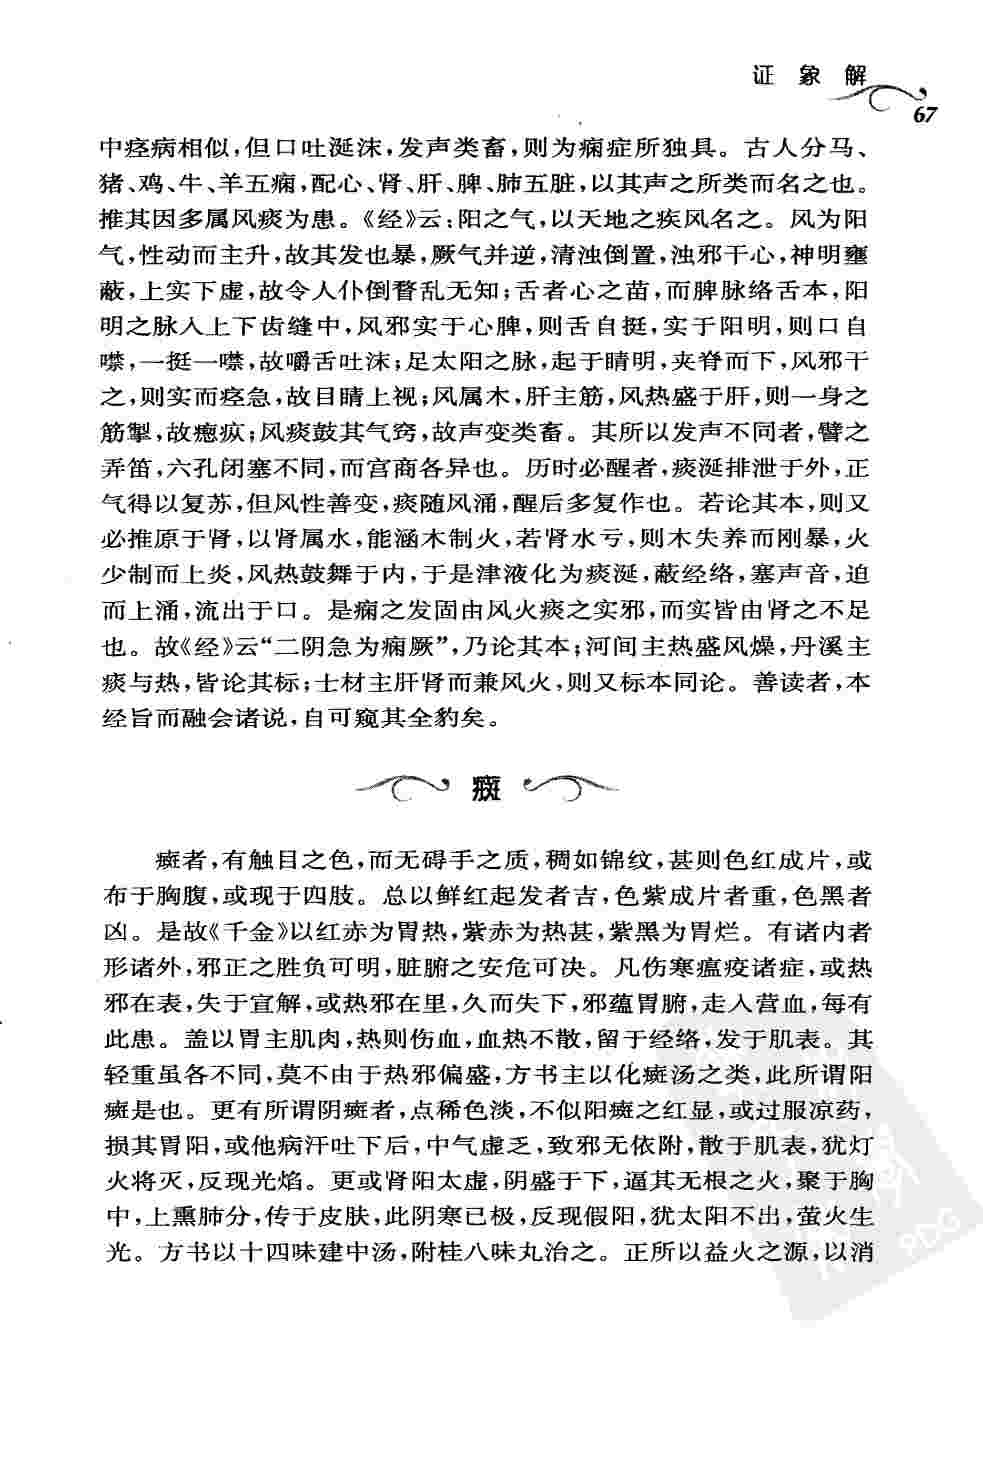 证象解
67
中痉病相似，但口吐涎沫，发声类畜，则为痫症所独具。古人分马、
猪、鸡、牛、羊五痫，配心、肾、肝、脾、肺五脏，以其声之所类而名之也。
推其因多属风痰为患。《经》云：阳之气，以天地之疾风名之。风为阳
气，性动而主升，故其发也暴，厥气并逆，清浊倒置，浊邪干心，神明壅
蔽，上实下虚，故令人仆倒瞀乱无知；舌者心之苗，而脾脉络舌本，阳
明之脉入上下齿缝中，风邪实于心脾，则舌自挺，实于阳明，则口自
噤，一挺一噤，故嚼舌吐沫；足太阳之脉，起于睛明，夹脊而下，风邪干
之，则实而痉急，故目睛上视；风属木，肝主筋，风热盛于肝，则一身之
筋掣，故瘛疭；风痰鼓其气窍，故声变类畜。其所以发声不同者，譬之
弄笛，六孔闭塞不同，而宫商各异也。历时必醒者，痰涎排泄于外，正
气得以复苏，但风性善变，痰随风涌，醒后多复作也。若论其本，则又
必推原于肾，以肾属水，能涵木制火，若肾水亏，则木失养而刚暴，火
少制而上炎，风热鼓舞于内，于是津液化为痰涎，蔽经络，塞声音，迫
而上涌，流出于口。是痫之发固由风火痰之实邪，而实皆由肾之不足
也。故《经》云“二阴急为痫厥”，乃论其本；河间主热盛风燥，丹溪主
痰与热，皆论其标；士材主肝肾而兼风火，则又标本同论。善读者，本
经旨而融会诸说，自可窥其全豹矣。
癍
癍者，有触目之色，而无碍手之质，稠如锦纹，甚则色红成片，或
布于胸腹，或现于四肢。总以鲜红起发者吉，色紫成片者重，色黑者
凶。是故《千金》以红赤为胃热，紫赤为热甚，紫黑为胃烂。有诸内者
形诸外，邪正之胜负可明，脏腑之安危可决。凡伤寒瘟疫诸症，或热
邪在表，失于宣解，或热邪在里，久而失下，邪蕴胃腑，走入营血，每有
此患。盖以胃主肌肉，热则伤血，血热不散，留于经络，发于肌表。其
轻重虽各不同，莫不由于热邪偏盛，方书主以化癍汤之类，此所谓阳
癍是也。更有所谓阴癍者，点稀色淡，不似阳癍之红显，或过服凉药，
损其胃阳，或他病汗吐下后，中气虚乏，致邪无依附，散于肌表，犹灯
火将灭，反现光焰。更或肾阳太虚，阴盛于下，逼其无根之火，聚于胸
中，上熏肺分，传于皮肤，此阴寒已极，反现假阳，犹太阳不出，萤火生
光。方书以十四味建中汤，附桂八味丸治之。正所以益火之源，以消
PDG